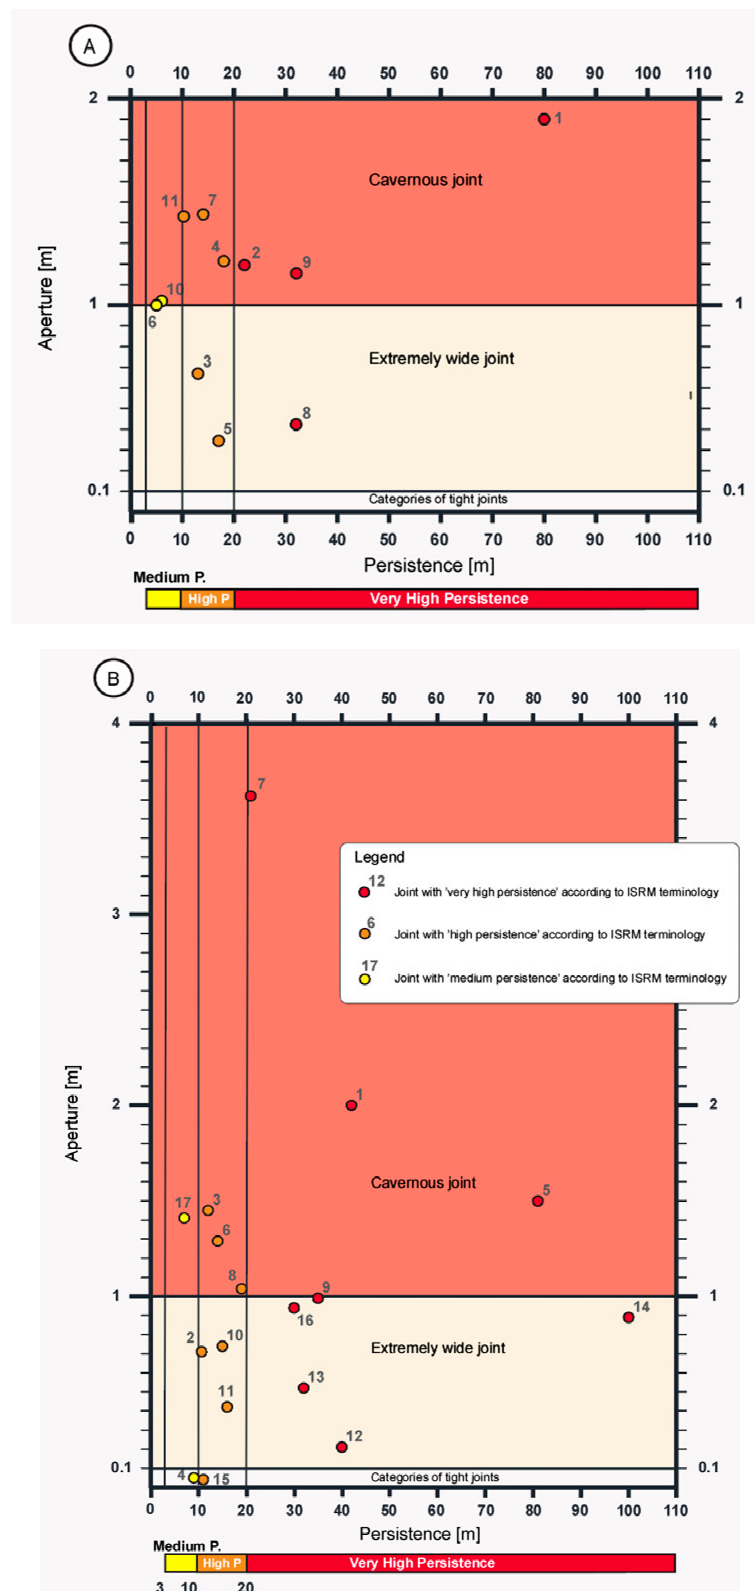 A
0 10 20 30 40 50 60 70 80 90 100 110
2 2
1
Cavernous joint
11 7
4 2 9
10
1 1
6
Aperture [m]
3 Extremely wide joint
8
5
0.1 0.1
Categories of tight joints
0 10 20 30 40 50 60 70 80 90 100 110
Persistence [m]
Medium P.
High P Very High Persistence
B
0 10 20 30 40 50 60 70 80 90 100 110
4 4
7
Legend
12 Joint with 'very high persistence' according to ISRM terminology
6 Joint with 'high persistence' according to ISRM terminology
17 Joint with 'medium persistence' according to ISRM terminology
3
2 1 2
Aperture [m]
Cavernous joint
17 3 5
6
8 9
1 1
16 14
2 10 Extremely wide joint
13
11
12
0.1 0.1
4 15 Categories of tight joints
0 10 20 30 40 50 60 70 80 90 100 110
Persistence [m]
Medium P.
High P Very High Persistence
3 10 20